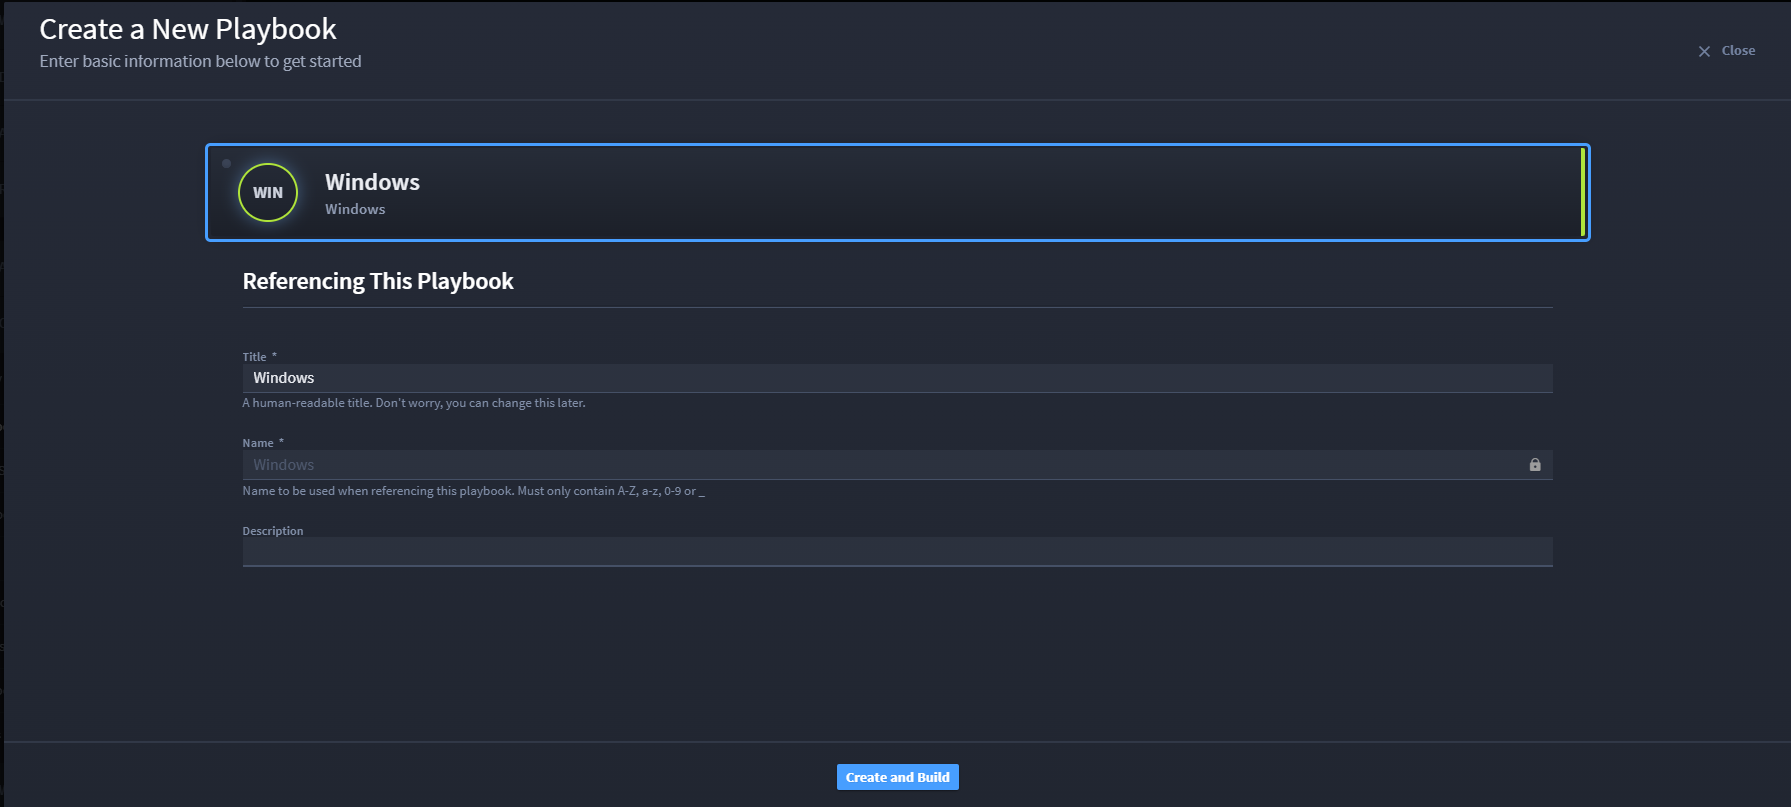 Create a New Playbook
Enter basic information below to get started
Close
WIN
Windows
Windows
Referencing This Playbook
Title *
Windows
A human-readable title. Don't worry, you can change this later.
Name *
Windows
Name to be used when referencing this playbook. Must only contain A-Z, a-z, 0-9 or _
Description
Create and Build